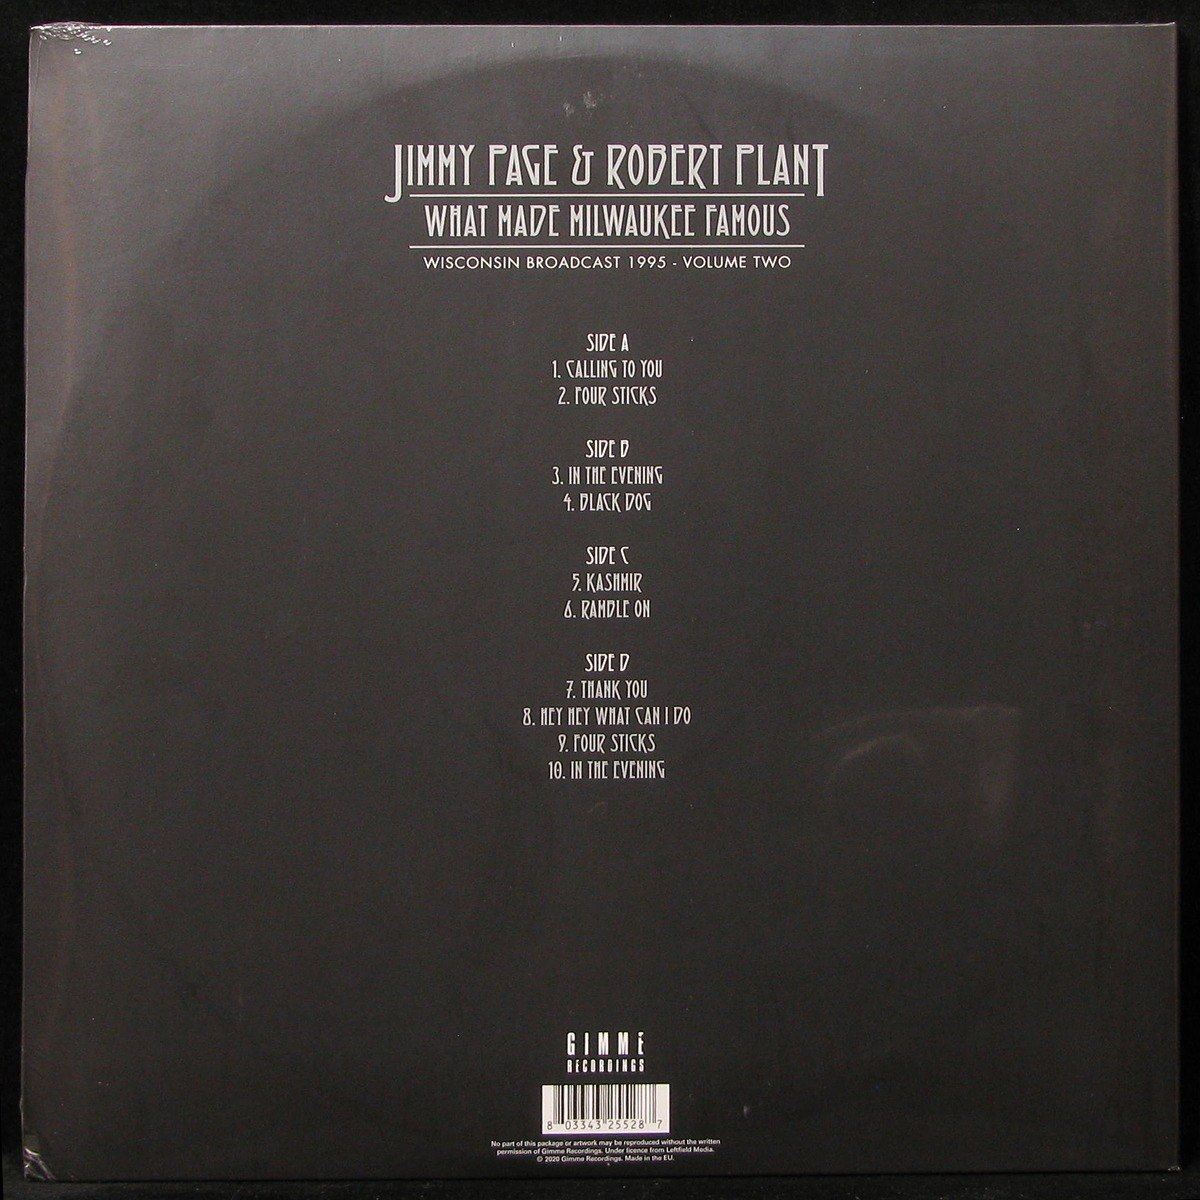 JIMMY PAGE & ROBERT PLANT
WHAT MADE MILWAUKEE FAMOUS
WISCONSIN BROADCAST 1995 - VOLUME TWO
SIDE A
1. CALLING TO YOU
2. FOUR STICKS
SIDE B
3. IN THE EVENING
4. BLACK DOG
SIDE C
5. KASHMIR
6. RAMBLE ON
SIDE D
7. THANK YOU
8. HEY HEY WHAT CAN I DO
9. FOUR STICKS
10. IN THE EVENING
GIMME
RECORDINGS
8 03343 25528 7
No part of this package or artwork may be reproduced without the written
permission of Gimme Recordings. Under licence from Leftfield Media.
© 2020 Gimme Recordings. Made in the EU.